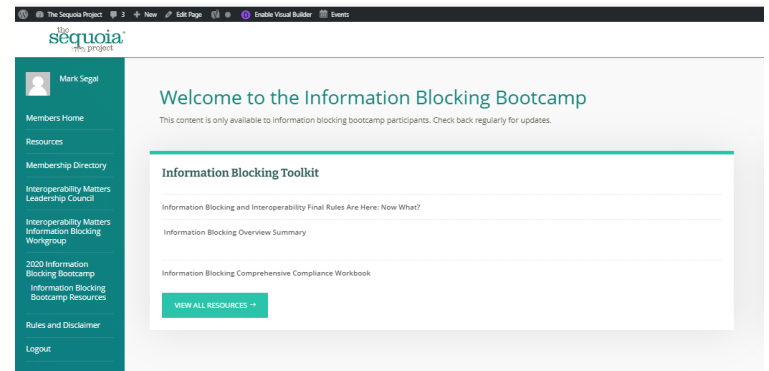 The Sequoia Project 3 New Edit Page Enable Visual Builder Events
the
sequoia
project
Mark Segal
Members Home
Resources
Membership Directory
Interoperability Matters
Leadership Council
Interoperability Matters
Information Blocking
Workgroup
2020 Information
Blocking Bootcamp
Information Blocking
Bootcamp Resources
Rules and Disclaimer
Logout
Welcome to the Information Blocking Bootcamp
This content is only available to information blocking bootcamp participants. Check back regularly for updates.
Information Blocking Toolkit
Information Blocking and Interoperability Final Rules Are Here: Now What?
Information Blocking Overview Summary
Information Blocking Comprehensive Compliance Workbook
VIEW ALL RESOURCES →